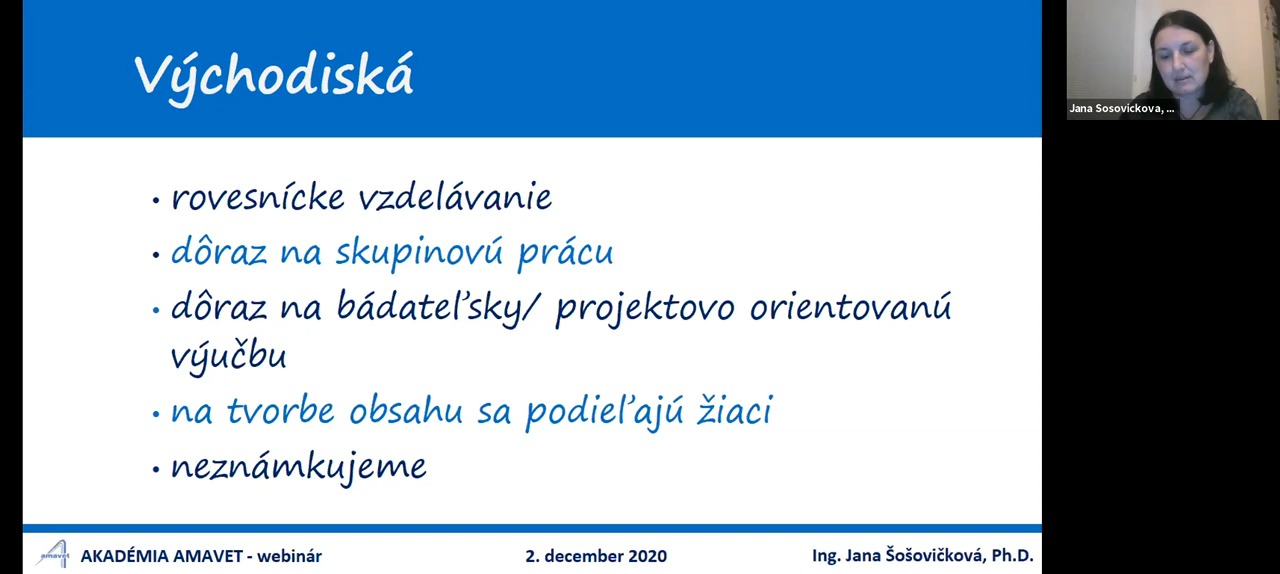 Východiská
Jana Sosovickova, ...
• rovesnícke vzdelávanie
• dôraz na skupinovú prácu
• dôraz na bádateľsky/ projektovo orientovanú
výučbu
• na tvorbe obsahu sa podieľajú žiaci
• neznámkujeme
amavet AKADÉMIA AMAVET - webinár 2. december 2020 Ing. Jana Šošovičková, Ph.D.